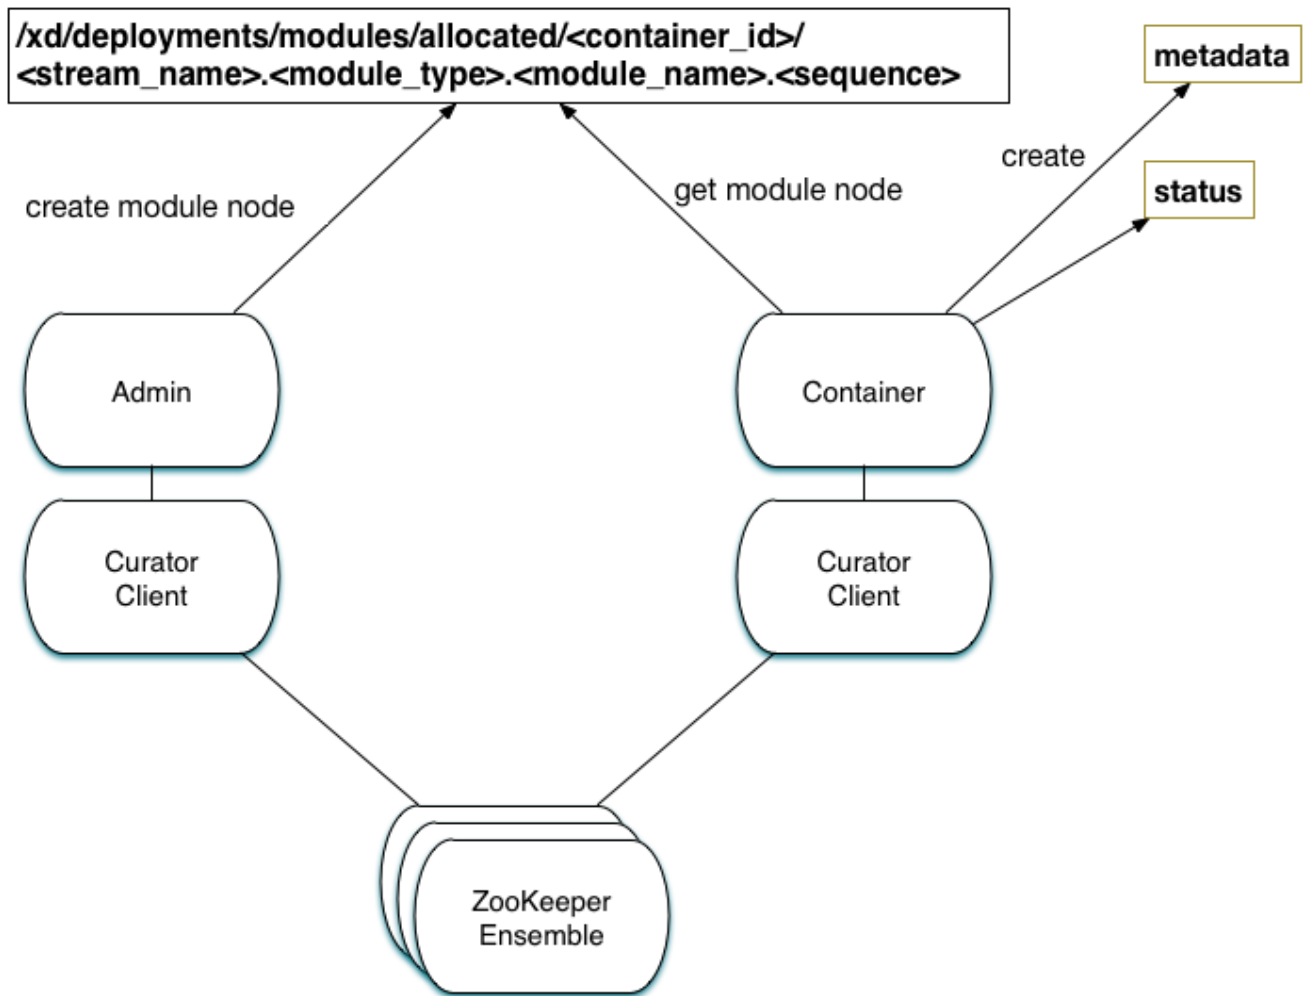 /xd/deployments/modules/allocated/<container_id>/
<stream_name>.<module_type>.<module_name>.<sequence>
metadata
create
status
get module node
create module node
Admin
Container
Curator
Client
Curator
Client
ZooKeeper
Ensemble